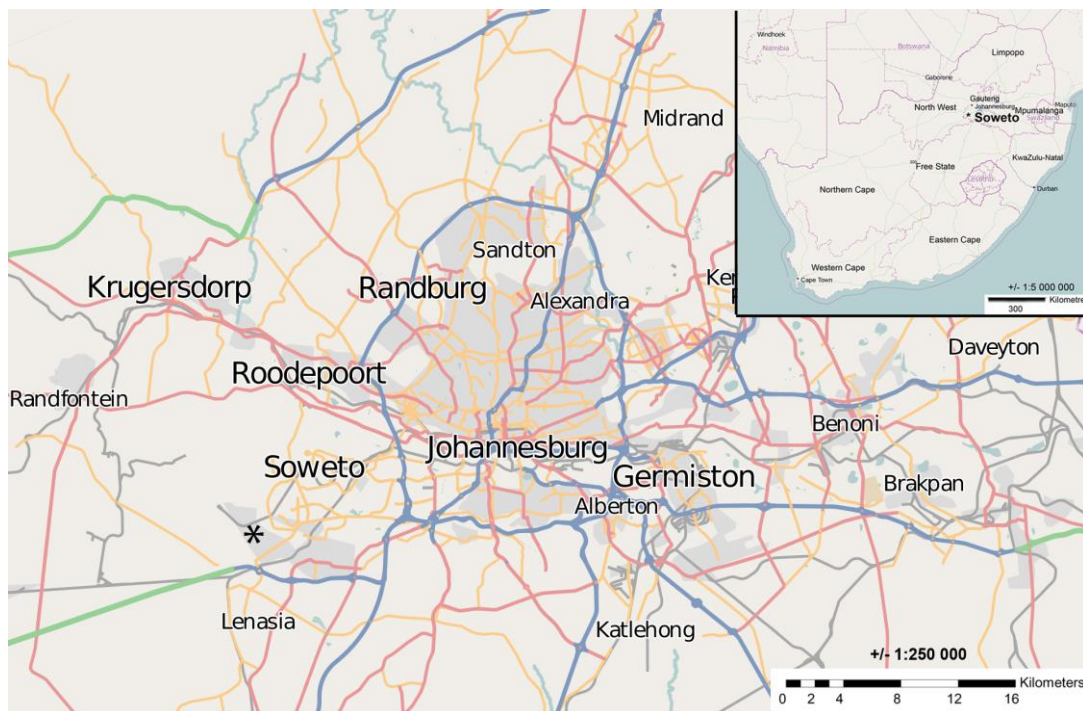 Midrand
Sandton
Krugersdorp
Randburg
Alexandra
Roodepoort
Daveyton
Randfontein
Benoni
Johannesburg
Soweto
Germiston
Brakpan
Alberton
*
Lenasia
Katlehong
+/- 1:250 000
Kilometers
0 2 4 8 12 16
Windhoek
Namibia
Botswana
Limpopo
Gaborone
Gauteng
Johannesburg
North West
Mpumalanga
Maputo
* Soweto
Swaziland
Free State
KwaZulu-Natal
Lesotho
Northern Cape
Durban
Eastern Cape
Western Cape
Cape Town
+/- 1:5 000 000
Kilometre
300